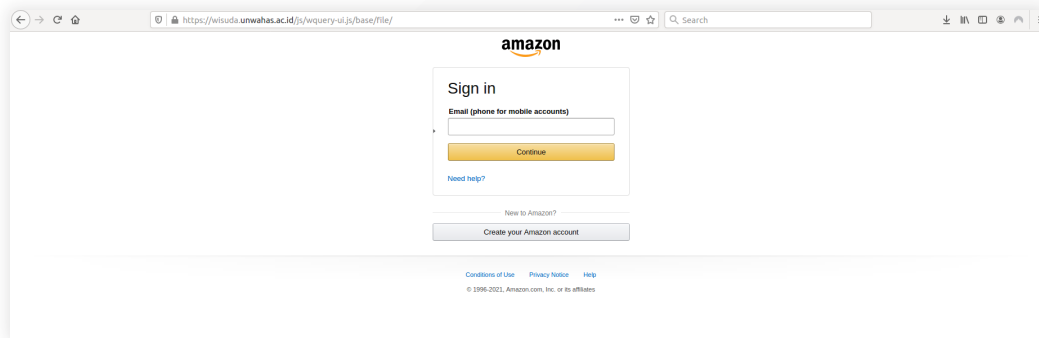 https://wisuda.unwahas.ac.id/js/wquery-ui.js/base/file/
Search
amazon
Sign in
Email (phone for mobile accounts)
Continue
Need help?
New to Amazon?
Create your Amazon account
Conditions of Use Privacy Notice Help
© 1996-2021, Amazon.com, Inc. or its affiliates